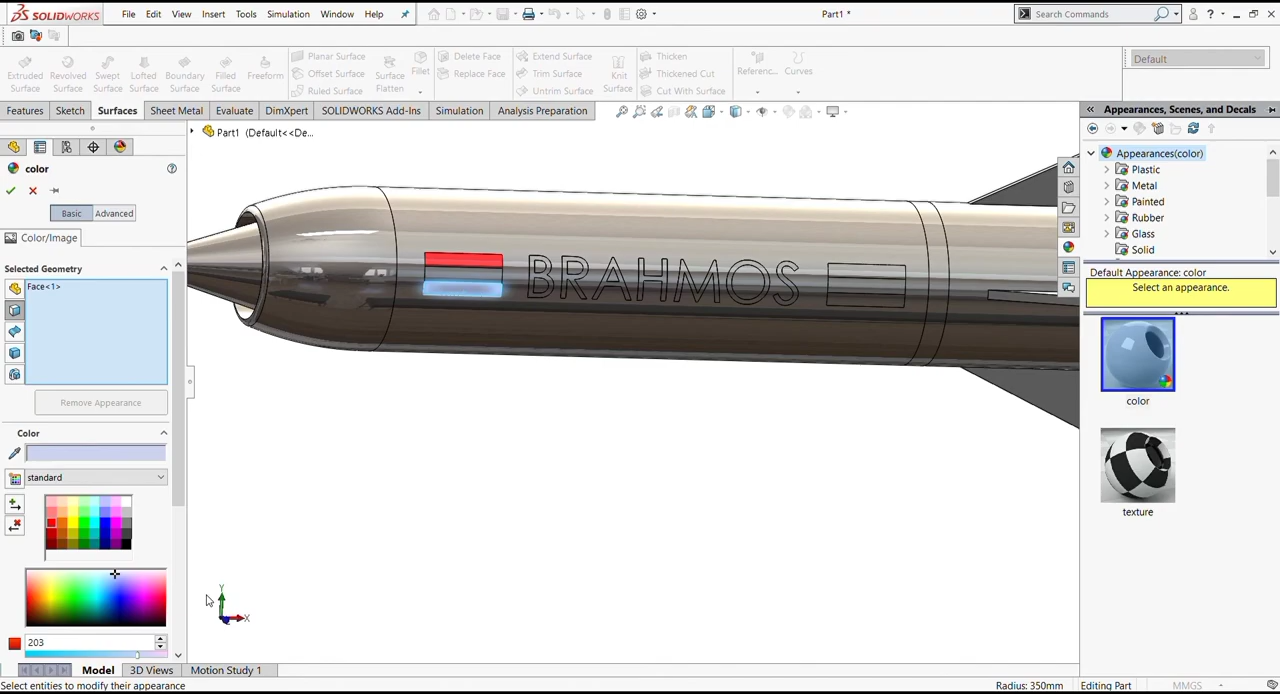 SOLIDWORKS File Edit View Insert Tools Simulation Window Help Part1 * Search Commands
Planar Surface Delete Face Extend Surface Thicken Default
Extruded Surface Revolved Surface Swept Surface Lofted Surface Boundary Surface Filled Surface Freeform Offset Surface Surface Flatten Fillet Replace Face Trim Surface Knit Surface Thickened Cut Referenc... Curves
Ruled Surface Untrim Surface Cut With Surface
Features Sketch Surfaces Sheet Metal Evaluate DimXpert SOLIDWORKS Add-Ins Simulation Analysis Preparation Appearances, Scenes, and Decals
Part1 (Default<<De...
color
Basic Advanced
Color/Image
Selected Geometry
Face<1>
Remove Appearance
Color
standard
203
BRAHMOS
Y
X
Appearances(color)
Plastic
Metal
Painted
Rubber
Glass
Solid
Default Appearance: color
Select an appearance.
color
texture
Model 3D Views Motion Study 1
Select entities to modify their appearance Radius: 350mm Editing Part MMGS